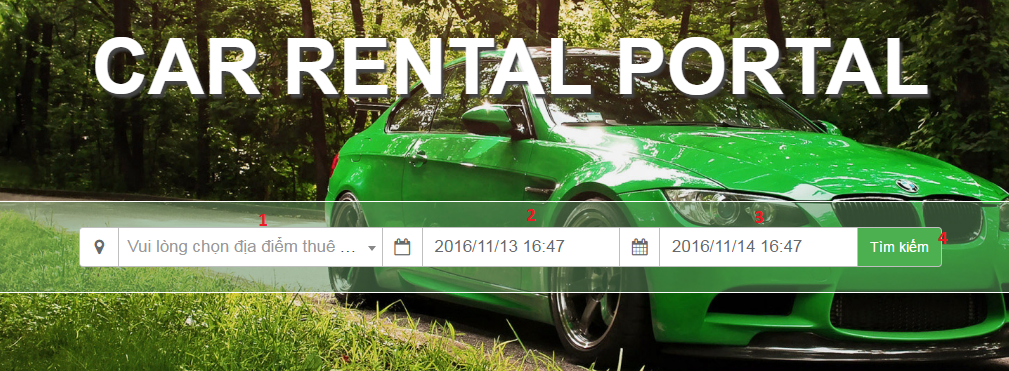 CAR RENTAL PORTAL
1 2 3 4
Vui lòng chọn địa điểm thuê ... 2016/11/13 16:47 2016/11/14 16:47 Tìm kiếm